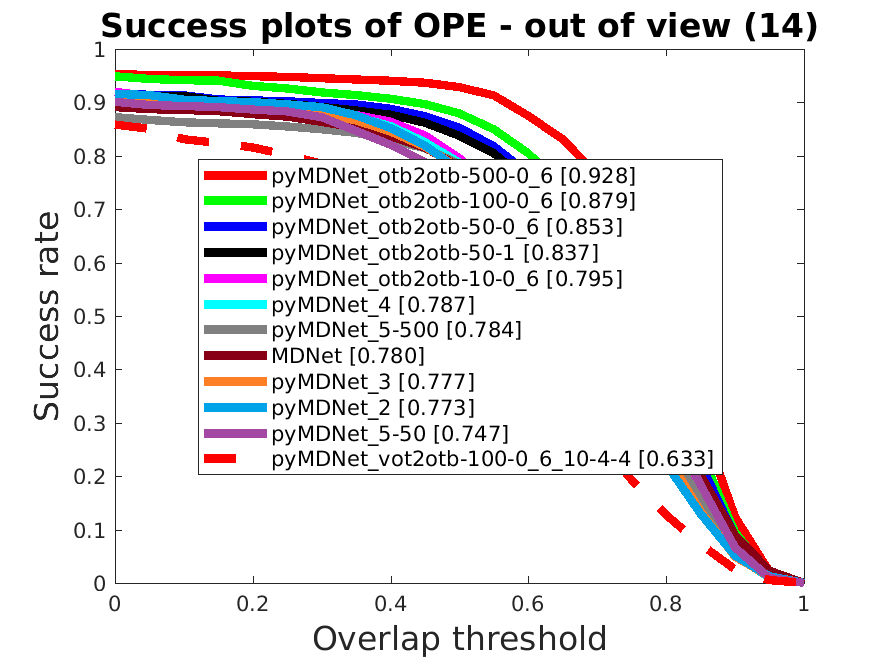 Success plots of OPE - out of view (14)
1
0.9
0.8
0.7
0.6
0.5
0.4
0.3
0.2
0.1
0
Success rate
pyMDNet_otb2otb-500-0_6 [0.928]
pyMDNet_otb2otb-100-0_6 [0.879]
pyMDNet_otb2otb-50-0_6 [0.853]
pyMDNet_otb2otb-50-1 [0.837]
pyMDNet_otb2otb-10-0_6 [0.795]
pyMDNet_4 [0.787]
pyMDNet_5-500 [0.784]
MDNet [0.780]
pyMDNet_3 [0.777]
pyMDNet_2 [0.773]
pyMDNet_5-50 [0.747]
pyMDNet_vot2otb-100-0_6_10-4-4 [0.633]
0 0.2 0.4 0.6 0.8 1
Overlap threshold